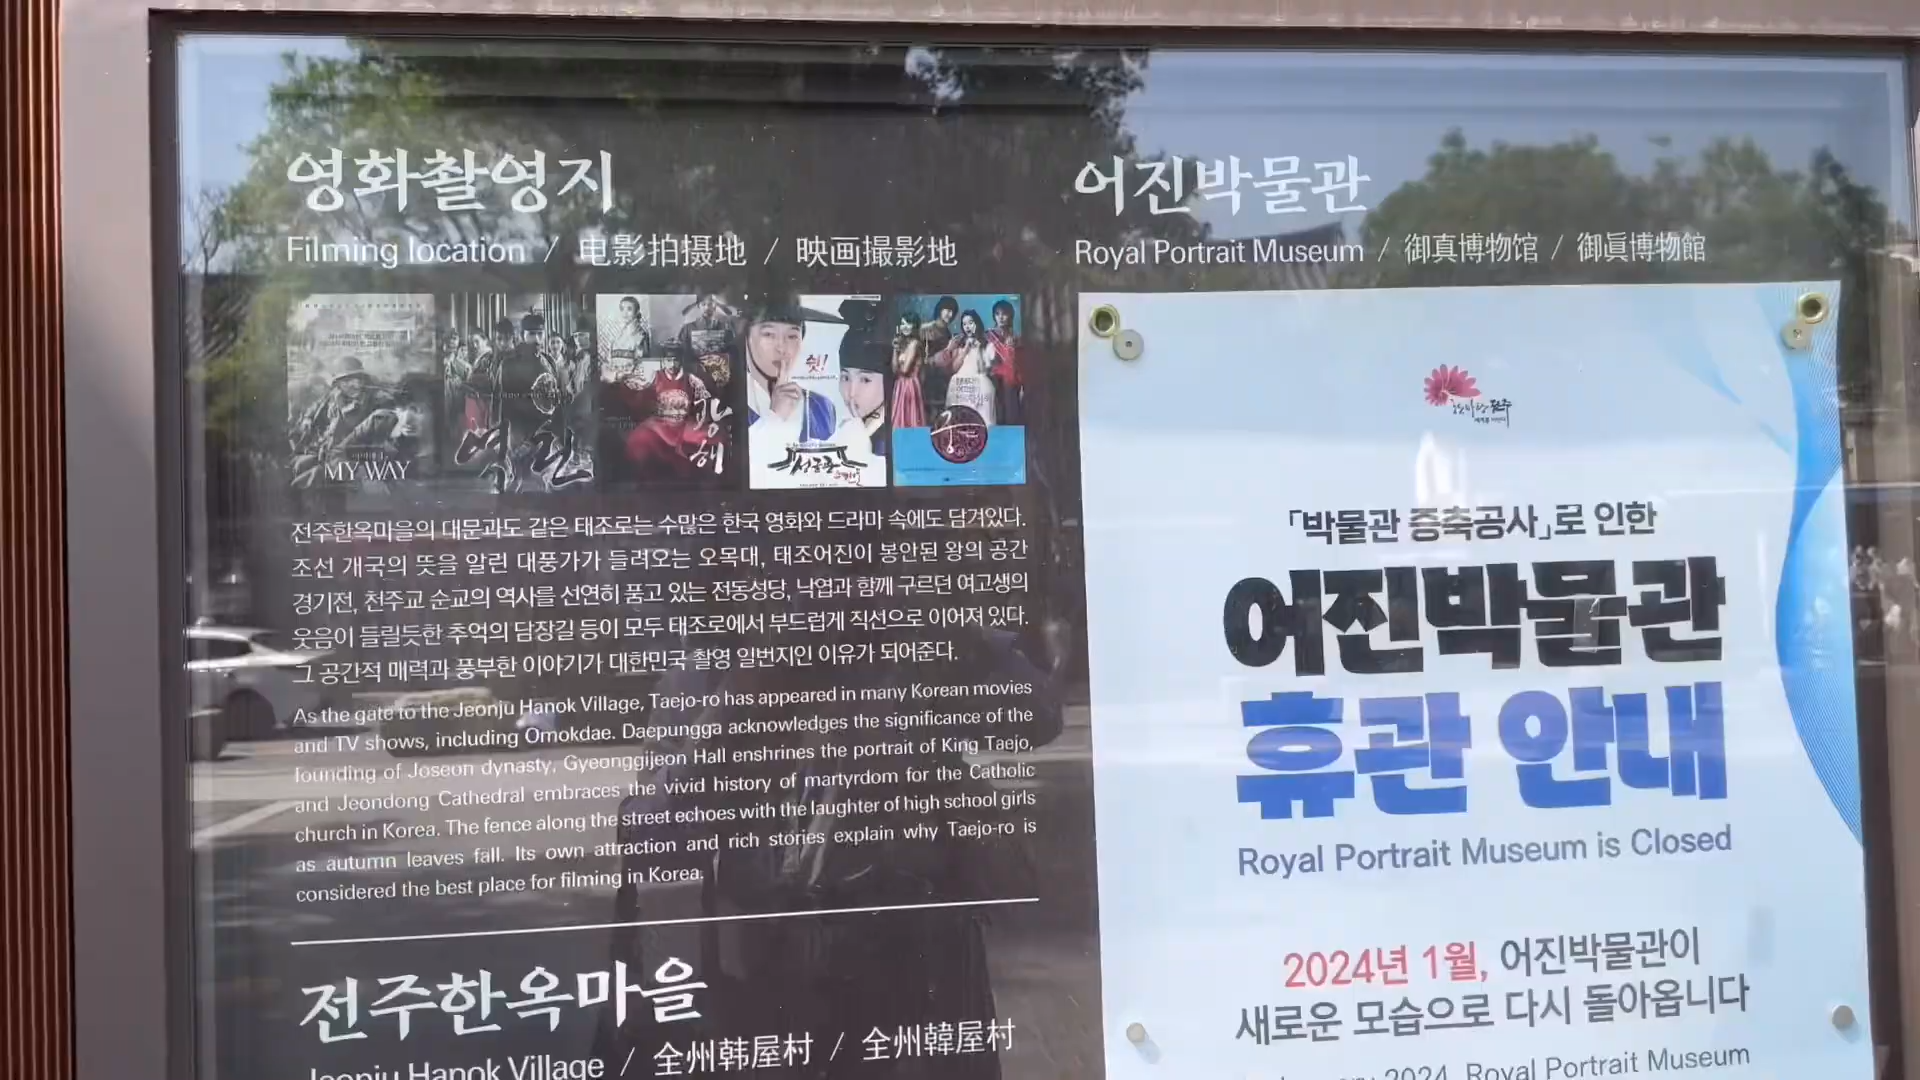 영화촬영지
Filming location / 电影拍摄地 / 映画撮影地
MY WAY
역린
광해
쉿!
성균관
궁
전주한옥마을의 대문과도 같은 태조로는 수많은 한국 영화와 드라마 속에도 담겨있다.
조선 개국의 뜻을 알린 대풍가가 들려오는 오목대, 태조어진이 봉안된 왕의 공간
경기전, 천주교 순교의 역사를 선연히 품고 있는 전동성당, 낙엽과 함께 구르던 여고생의
웃음이 들릴듯한 추억의 담장길 등이 모두 태조로에서 부드럽게 직선으로 이어져 있다.
그 공간적 매력과 풍부한 이야기가 대한민국 촬영 일번지인 이유가 되어준다.
As the gate to the Jeonju Hanok Village, Taejo-ro has appeared in many Korean movies
and TV shows, including Omokdae. Daepungga acknowledges the significance of the
founding of Joseon dynasty, Gyeonggijeon Hall enshrines the portrait of King Taejo,
and Jeondong Cathedral embraces the vivid history of martyrdom for the Catholic
church in Korea. The fence along the street echoes with the laughter of high school girls
as autumn leaves fall. Its own attraction and rich stories explain why Taejo-ro is
considered the best place for filming in Korea.
전주한옥마을
Jeonju Hanok Village / 全州韩屋村 / 全州韓屋村
어진박물관
Royal Portrait Museum / 御真博物馆 / 御眞博物館
「박물관 증축공사」로 인한
어진박물관
휴관 안내
Royal Portrait Museum is Closed
2024년 1월, 어진박물관이
새로운 모습으로 다시 돌아옵니다
2024, Royal Portrait Museum